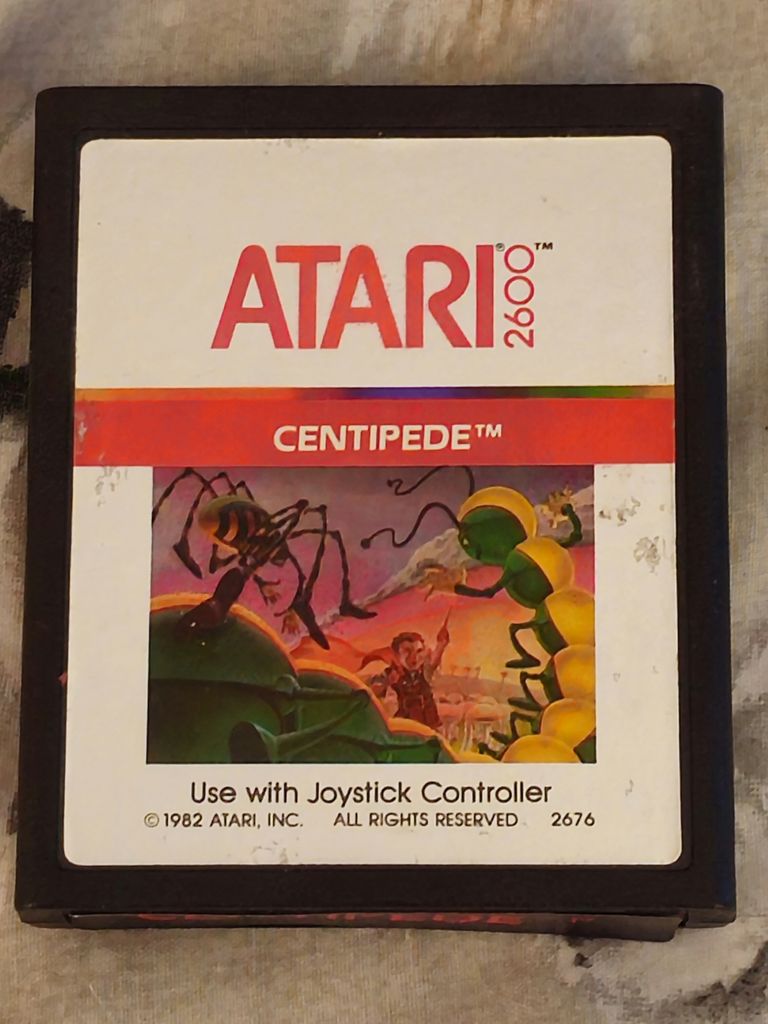 ATARI® 2600™
CENTIPEDE™
Use with Joystick Controller
© 1982 ATARI, INC. ALL RIGHTS RESERVED 2676